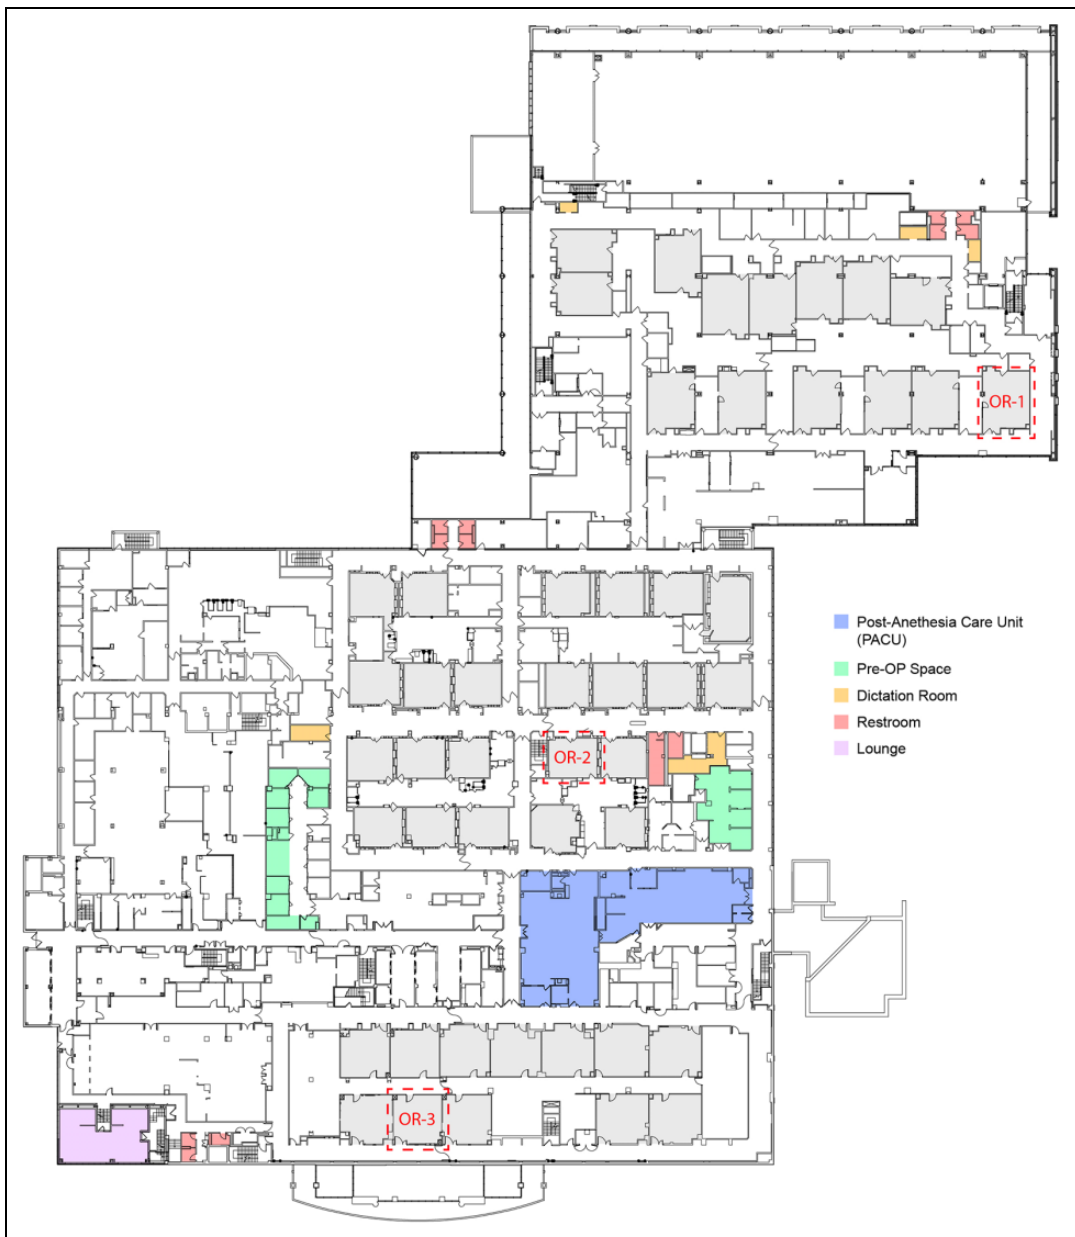 OR-1
Post-Anethesia Care Unit
(PACU)
Pre-OP Space
Dictation Room
Restroom
Lounge
OR-2
OR-3